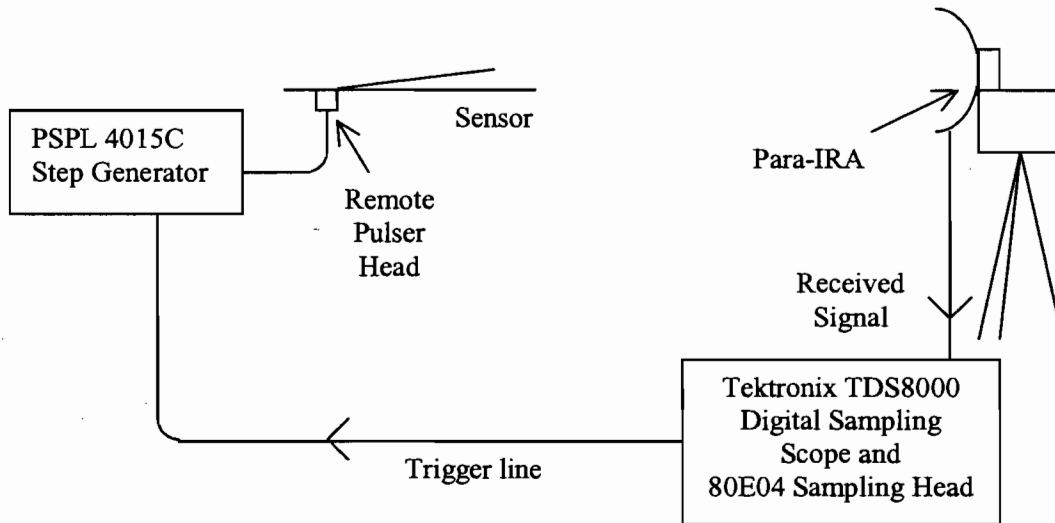 PSPL 4015C
Step Generator
Sensor
Remote
Pulser
Head
Para-IRA
Received
Signal
Trigger line
Tektronix TDS8000
Digital Sampling
Scope and
80E04 Sampling Head